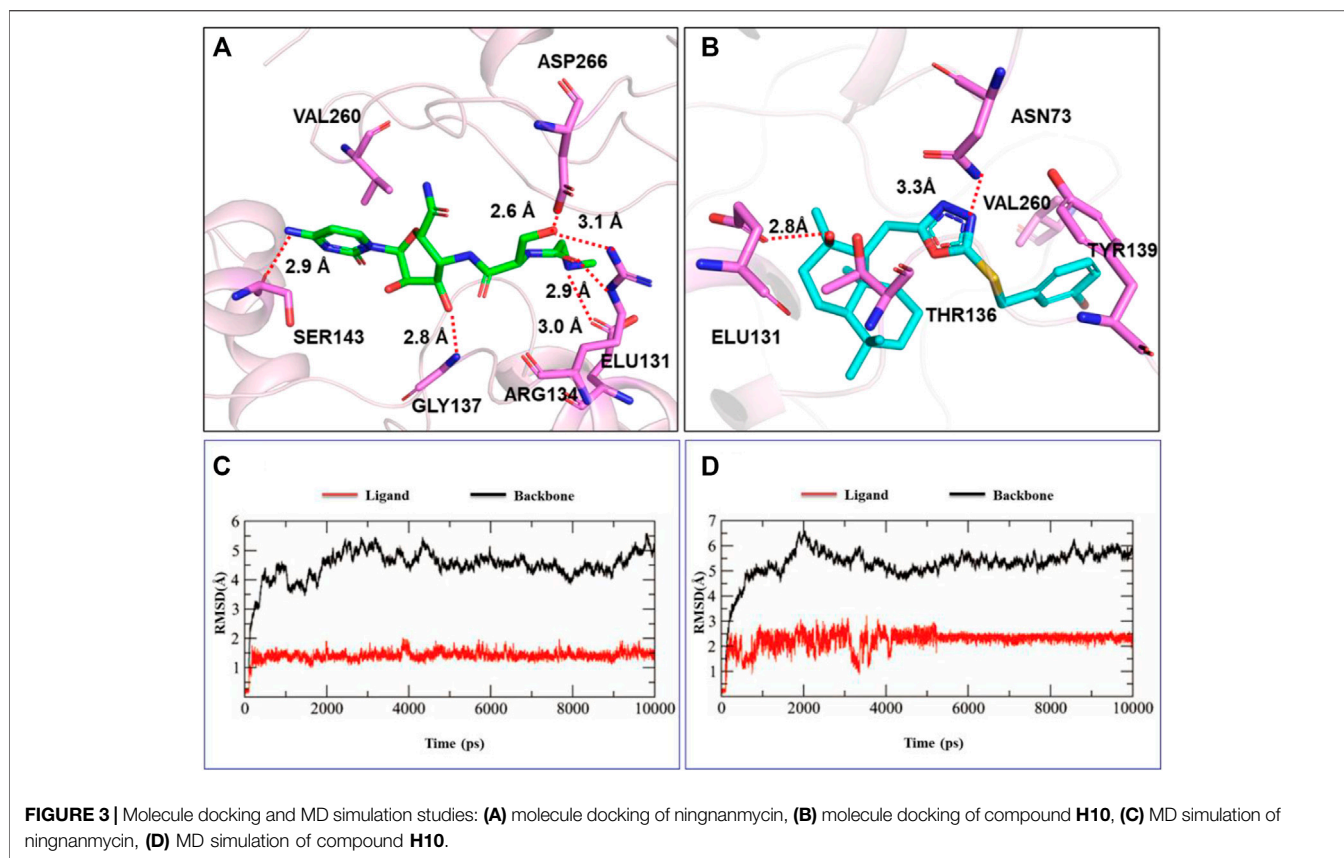 A
ASP266
VAL260
2.6 Å
3.1 Å
2.9 Å
2.9 Å
3.0 Å
SER143
2.8 Å
ELU131
ARG134
GLY137
B
ASN73
3.3Å
VAL260
2.8Å
TYR139
THR136
ELU131
C
Ligand Backbone
6
5
4
3
2
1
RMSD(Å)
0 2000 4000 6000 8000 10000
Time (ps)
D
Ligand Backbone
7
6
5
4
3
2
1
RMSD(Å)
0 2000 4000 6000 8000 10000
Time (ps)
FIGURE 3 | Molecule docking and MD simulation studies: (A) molecule docking of ningnanmycin, (B) molecule docking of compound H10, (C) MD simulation of
ningnanmycin, (D) MD simulation of compound H10.